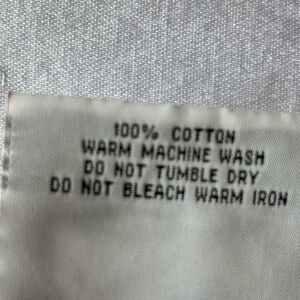 100% COTTON
WARM MACHINE WASH
DO NOT TUMBLE DRY
DO NOT BLEACH WARM IRON